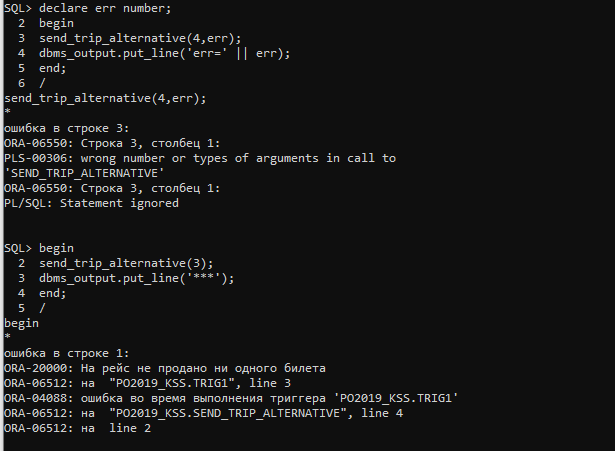 SQL> declare err number;
  2  begin
  3  send_trip_alternative(4,err);
  4  dbms_output.put_line('err=' || err);
  5  end;
  6  /
send_trip_alternative(4,err);
*
ошибка в строке 3:
ORA-06550: Строка 3, столбец 1:
PLS-00306: wrong number or types of arguments in call to
'SEND_TRIP_ALTERNATIVE'
ORA-06550: Строка 3, столбец 1:
PL/SQL: Statement ignored
SQL> begin
  2  send_trip_alternative(3);
  3  dbms_output.put_line('***');
  4  end;
  5  /
begin
*
ошибка в строке 1:
ORA-20000: На рейс не продано ни одного билета
ORA-06512: на  "PO2019_KSS.TRIG1", line 3
ORA-04088: ошибка во время выполнения триггера 'PO2019_KSS.TRIG1'
ORA-06512: на  "PO2019_KSS.SEND_TRIP_ALTERNATIVE", line 4
ORA-06512: на  line 2